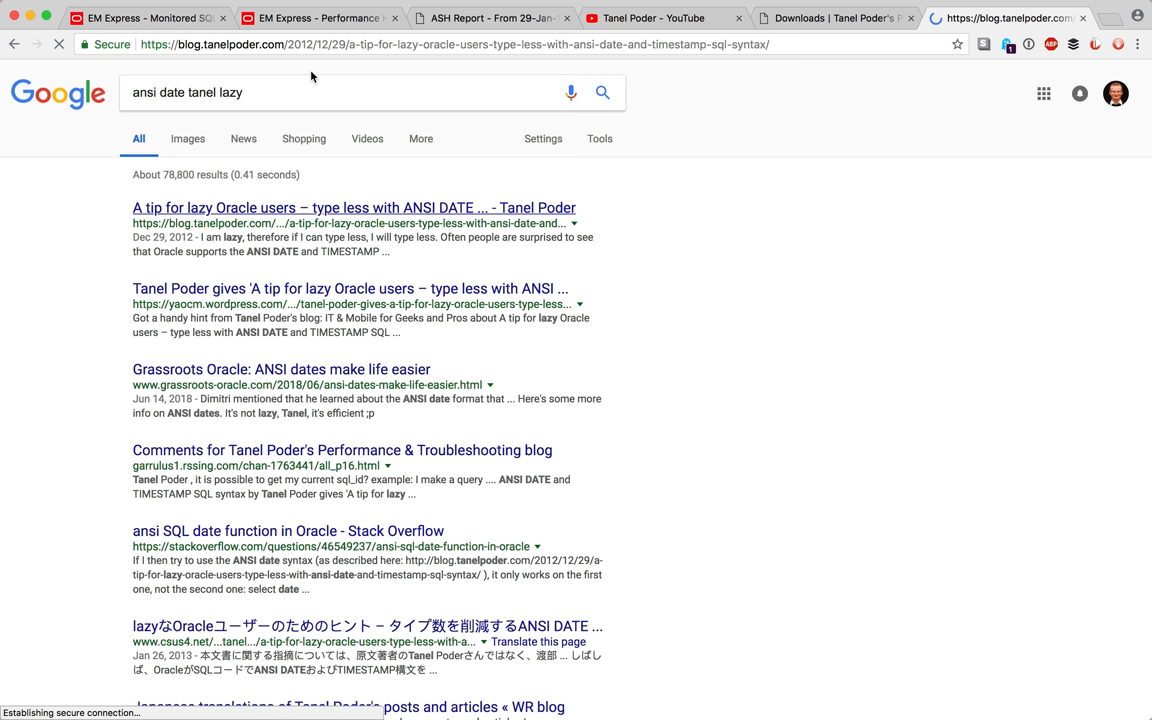 EM Express - Monitored SQL
EM Express - Performance H
ASH Report - From 29-Jan-
Tanel Poder - YouTube
Downloads | Tanel Poder's P
https://blog.tanelpoder.com/
Secure
https://blog.tanelpoder.com/2012/12/29/a-tip-for-lazy-oracle-users-type-less-with-ansi-date-and-timestamp-sql-syntax/
ABP
1
Google
ansi date tanel lazy
All
Images
News
Shopping
Videos
More
Settings
Tools
About 78,800 results (0.41 seconds)
A tip for lazy Oracle users – type less with ANSI DATE ... - Tanel Poder
https://blog.tanelpoder.com/.../a-tip-for-lazy-oracle-users-type-less-with-ansi-date-and...
Dec 29, 2012 - I am lazy, therefore if I can type less, I will type less. Often people are surprised to see
that Oracle supports the ANSI DATE and TIMESTAMP ...
Tanel Poder gives 'A tip for lazy Oracle users – type less with ANSI ...
https://yaocm.wordpress.com/.../tanel-poder-gives-a-tip-for-lazy-oracle-users-type-less...
Got a handy hint from Tanel Poder's blog: IT & Mobile for Geeks and Pros about A tip for lazy Oracle
users – type less with ANSI DATE and TIMESTAMP SQL ...
Grassroots Oracle: ANSI dates make life easier
www.grassroots-oracle.com/2018/06/ansi-dates-make-life-easier.html
Jun 14, 2018 - Dimitri mentioned that he learned about the ANSI date format that ... Here's some more
info on ANSI dates. It's not lazy, Tanel, it's efficient ;p
Comments for Tanel Poder's Performance & Troubleshooting blog
garrulus1.rssing.com/chan-1763441/all_p16.html
Tanel Poder , it is possible to get my current sql_id? example: I make a query .... ANSI DATE and
TIMESTAMP SQL syntax by Tanel Poder gives 'A tip for lazy ...
ansi SQL date function in Oracle - Stack Overflow
https://stackoverflow.com/questions/46549237/ansi-sql-date-function-in-oracle
If I then try to use the ANSI date syntax (as described here: http://blog.tanelpoder.com/2012/12/29/a-
tip-for-lazy-oracle-users-type-less-with-ansi-date-and-timestamp-sql-syntax/ ), it only works on the first
one, not the second one: select date ...
lazyなOracleユーザーのためのヒント – タイプ数を削減するANSI DATE ...
www.csus4.net/...tanel.../a-tip-for-lazy-oracle-users-type-less-with-a...
Translate this page
Jan 26, 2013 - 本文書に関する指摘については、原文著者のTanel Poderさんではなく、渡部 ... しばし
ば、OracleがSQLコードでANSI DATEおよびTIMESTAMP構文を ...
Japanese translations of Tanel Poder's posts and articles « WR blog
Establishing secure connection...